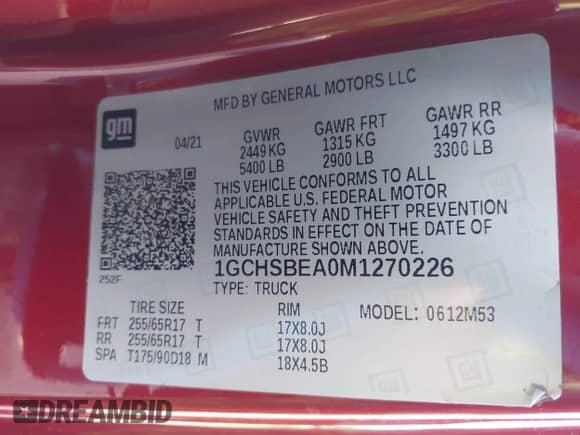 MFD BY GENERAL MOTORS LLC
gm
04/21 GVWR GAWR FRT GAWR RR
2449 KG 1315 KG 1497 KG
5400 LB 2900 LB 3300 LB
THIS VEHICLE CONFORMS TO ALL
APPLICABLE U.S. FEDERAL MOTOR
VEHICLE SAFETY AND THEFT PREVENTION
STANDARDS IN EFFECT ON THE DATE OF
MANUFACTURE SHOWN ABOVE.
252F
1GCHSBEA0M1270226
TYPE: TRUCK
TIRE SIZE RIM MODEL: 0612M53
FRT 255/65R17 T 17X8.0J
RR 255/65R17 T 17X8.0J
SPA T175/90D18 M 18X4.5B
DREAMBID